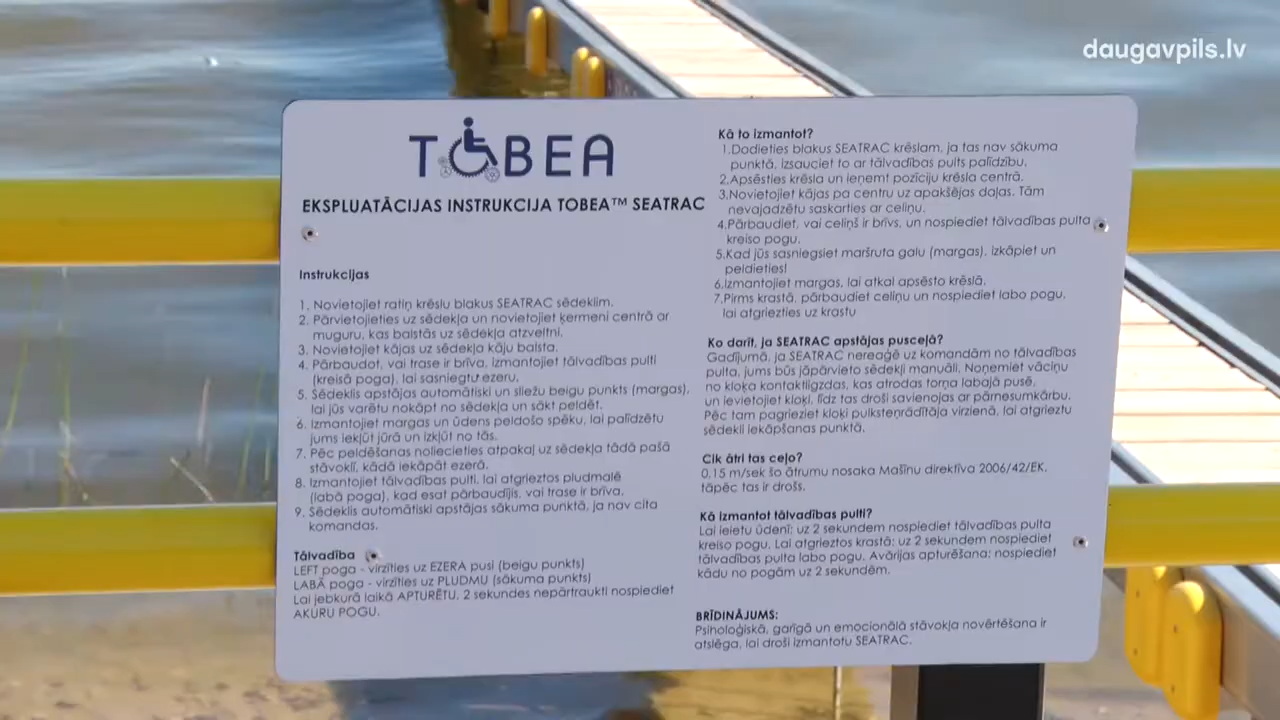 daugavpils.lv
TOBEA
EKSPLUATĀCIJAS INSTRUKCIJA TOBEA™ SEATRAC
Instrukcijas
1. Novietojiet ratiņ krēslu blakus SEATRAC sēdeklim.
2. Pārvietojieties uz sēdekļa un novietojiet ķermeni centrā ar
muguru, kas balstās uz sēdekļa atzveltni.
3. Novietojiet kājas uz sēdekļa kāju balsta.
4. Pārbaudot, vai trase ir brīva, izmantojiet tālvadības pulti
(kreisā poga), lai sasniegtu ezeru.
5. Sēdeklis apstājas automātiski un sliežu beigu punkts (margas),
lai jūs varētu nokāpt no sēdekļa un sākt peldēt.
6. Izmantojiet margas un ūdens peldošo spēku, lai palīdzētu
jums iekļūt jūrā un izkļūt no tās.
7. Pēc peldēšanas noliecieties atpakaļ uz sēdekļa tādā pašā
stāvoklī, kādā iekāpāt ezerā.
8. Izmantojiet tālvadības pulti, lai atgrieztos pludmalē
(labā poga), kad esat pārbaudījis, vai trase ir brīva.
9. Sēdeklis automātiski apstājas sākuma punktā, ja nav cita
komandas.
Tālvadība
LEFT poga - virzīties uz EZERA pusi (beigu punkts)
LABĀ poga - virzīties uz PLUDMU (sākuma punkts)
Lai jebkurā laikā APTURĒTU, 2 sekundes nepārtraukti nospiediet
AKURU POGU.
Kā to izmantot?
1.Dodieties blakus SEATRAC krēslam, ja tas nav sākuma
punktā, izsauciet to ar tālvadības pults palīdzību.
2.Apsēsties krēsla un ieņemt pozīciju krēsla centrā.
3.Novietojiet kājas pa centru uz apakšējas daļas. Tām
nevajadzētu saskarties ar celiņu.
4.Pārbaudiet, vai celiņš ir brīvs, un nospiediet tālvadības pulta
kreiso pogu.
5.Kad jūs sasniegsiet maršruta galu (margas), izkāpiet un
peldieties!
6.Izmantojiet margas, lai atkal apsēsto krēslā.
7.Pirms krastā, pārbaudiet celiņu un nospiediet labo pogu,
lai atgriezties uz krastu
Ko darīt, ja SEATRAC apstājas pusceļā?
Gadījumā, ja SEATRAC nereaģē uz komandām no tālvadības
pulta, jums būs jāpārvieto sēdekļi manuāli. Noņemiet vāciņu
no kloķa kontaktligzdas, kas atrodas torņa labajā pusē,
un ievietojiet kloķi, līdz tas droši savienojas ar pārnesumkārbu.
Pēc tam pagrieziet kloķi pulksteņrādītāja virzienā, lai atgrieztu
sēdekli iekāpšanas punktā.
Cik ātri tas ceļo?
0,15 m/sek šo ātrumu nosaka Mašīnu direktīva 2006/42/EK,
tāpēc tas ir drošs.
Kā izmantot tālvadības pulti?
Lai ieietu ūdenī: uz 2 sekundem nospiediet tālvadības pulta
kreiso pogu. Lai atgrieztos krastā: uz 2 sekundem nospiediet
tālvadības pulta labo pogu. Avārijas apturēšana: nospiediet
kādu no pogām uz 2 sekundēm.
BRĪDINĀJUMS:
Psiholoģiskā, garīgā un emocionālā stāvokļa novērtēšana ir
atslēga, lai droši izmantotu SEATRAC.